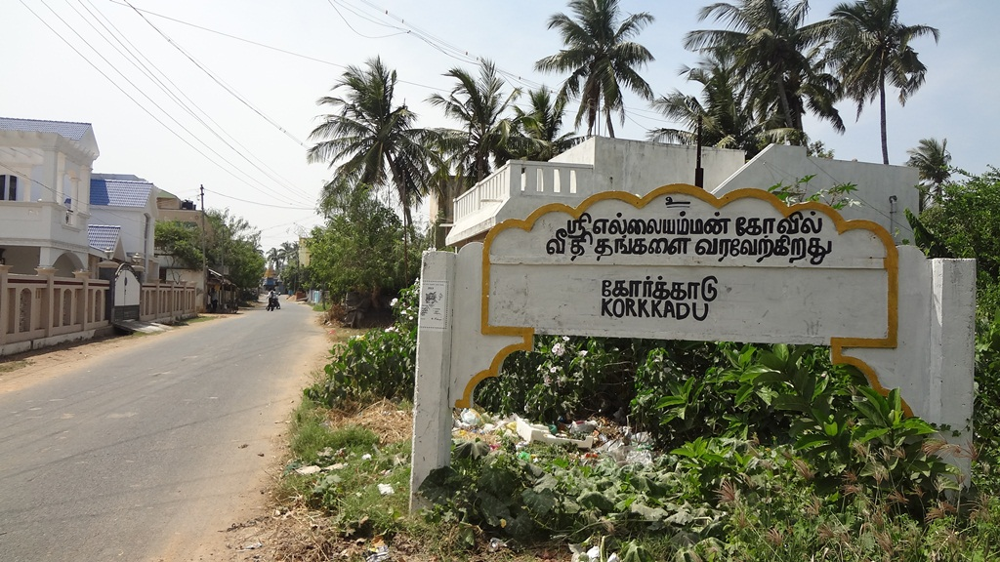 உ
ஸ்ரீ எல்லையம்மன் கோவில்
வீதி தங்களை வரவேற்கிறது
கோர்க்காடு
KORKKADU